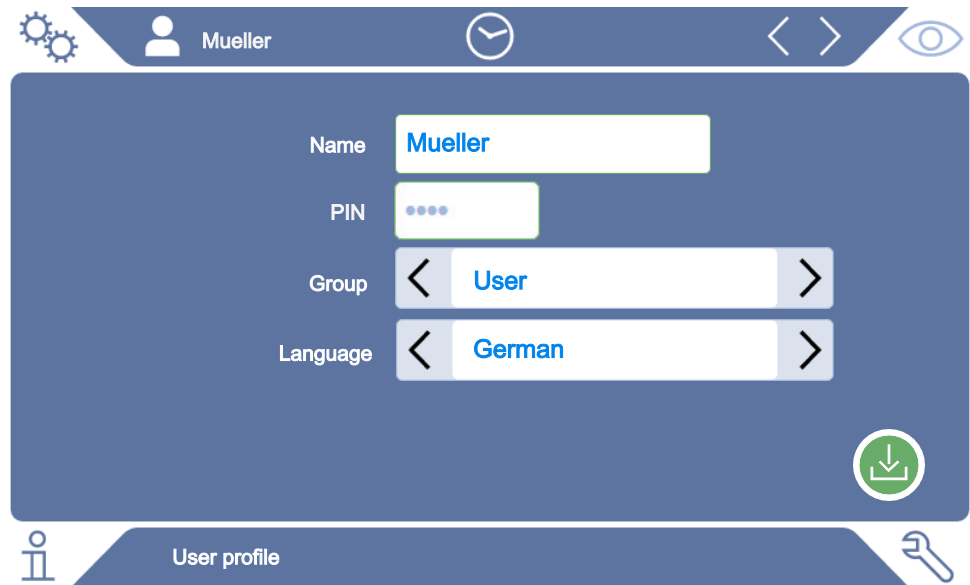 Mueller
Name
Mueller
PIN
••••
Group
User
Language
German
User profile